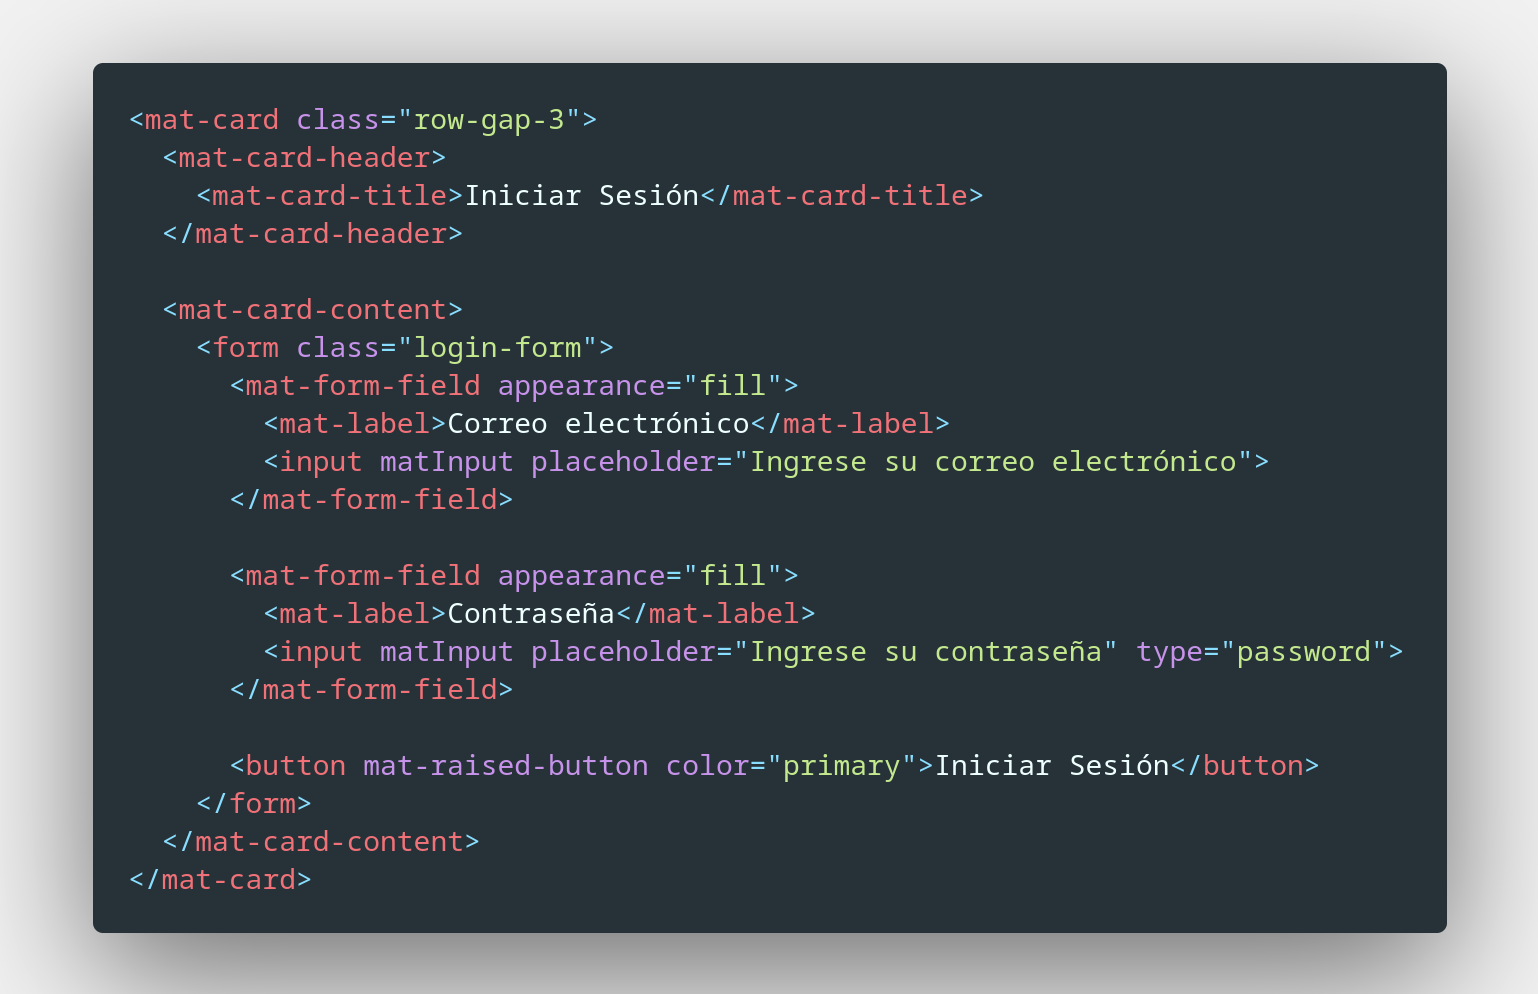 <mat-card class="row-gap-3">
  <mat-card-header>
    <mat-card-title>Iniciar Sesión</mat-card-title>
  </mat-card-header>

  <mat-card-content>
    <form class="login-form">
      <mat-form-field appearance="fill">
        <mat-label>Correo electrónico</mat-label>
        <input matInput placeholder="Ingrese su correo electrónico">
      </mat-form-field>

      <mat-form-field appearance="fill">
        <mat-label>Contraseña</mat-label>
        <input matInput placeholder="Ingrese su contraseña" type="password">
      </mat-form-field>

      <button mat-raised-button color="primary">Iniciar Sesión</button>
    </form>
  </mat-card-content>
</mat-card>